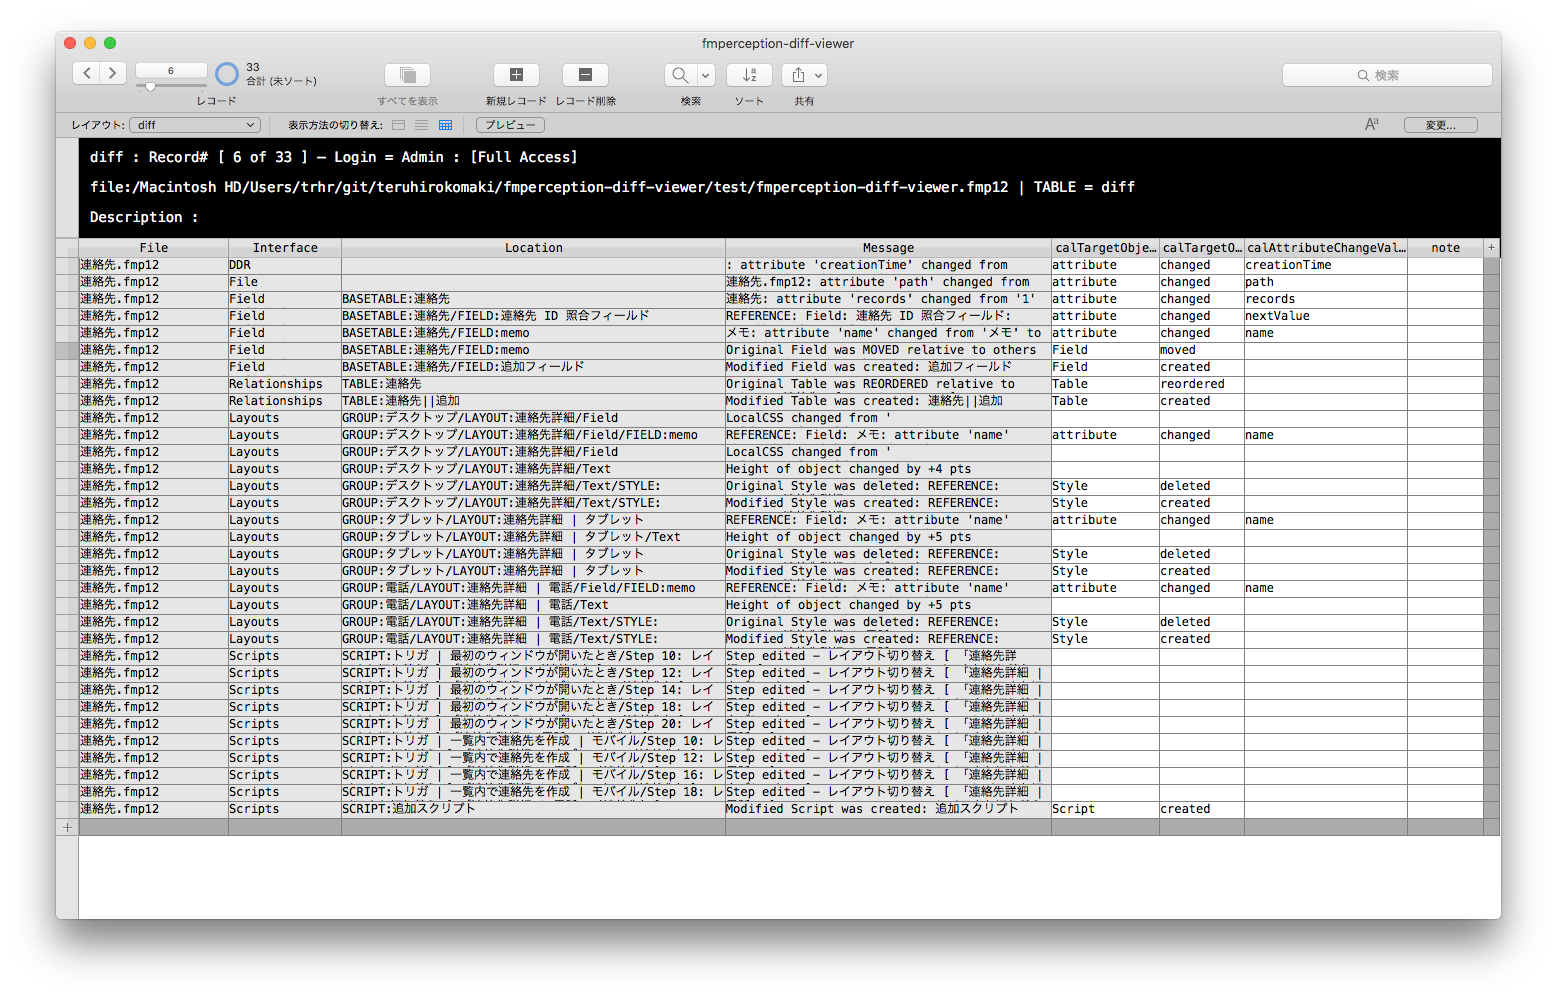 fmperception-diff-viewer
6
33
合計 (未ソート)
検索
レコード
すべてを表示
新規レコード
レコード削除
検索
ソート
共有
レイアウト: diff 表示方法の切り替え: プレビュー Aa 変更...
diff : Record# [ 6 of 33 ] – Login = Admin : [Full Access]
file:/Macintosh HD/Users/trhr/git/teruhirokomaki/fmperception-diff-viewer/test/fmperception-diff-viewer.fmp12 | TABLE = diff
Description :
File Interface Location Message calTargetObje… calTargetO… calAttributeChangeVal… note +
連絡先.fmp12 DDR : attribute 'creationTime' changed from attribute changed creationTime
連絡先.fmp12 File 連絡先.fmp12: attribute 'path' changed from attribute changed path
連絡先.fmp12 Field BASETABLE:連絡先 連絡先: attribute 'records' changed from '1' attribute changed records
連絡先.fmp12 Field BASETABLE:連絡先/FIELD:連絡先 ID 照合フィールド REFERENCE: Field: 連絡先 ID 照合フィールド: attribute changed nextValue
連絡先.fmp12 Field BASETABLE:連絡先/FIELD:memo メモ: attribute 'name' changed from 'メモ' to attribute changed name
連絡先.fmp12 Field BASETABLE:連絡先/FIELD:memo Original Field was MOVED relative to others Field moved
連絡先.fmp12 Field BASETABLE:連絡先/FIELD:追加フィールド Modified Field was created: 追加フィールド Field created
連絡先.fmp12 Relationships TABLE:連絡先 Original Table was REORDERED relative to Table reordered
連絡先.fmp12 Relationships TABLE:連絡先||追加 Modified Table was created: 連絡先||追加 Table created
連絡先.fmp12 Layouts GROUP:デスクトップ/LAYOUT:連絡先詳細/Field LocalCSS changed from '
連絡先.fmp12 Layouts GROUP:デスクトップ/LAYOUT:連絡先詳細/Field/FIELD:memo REFERENCE: Field: メモ: attribute 'name' attribute changed name
連絡先.fmp12 Layouts GROUP:デスクトップ/LAYOUT:連絡先詳細/Field LocalCSS changed from '
連絡先.fmp12 Layouts GROUP:デスクトップ/LAYOUT:連絡先詳細/Text Height of object changed by +4 pts
連絡先.fmp12 Layouts GROUP:デスクトップ/LAYOUT:連絡先詳細/Text/STYLE: Original Style was deleted: REFERENCE: Style deleted
連絡先.fmp12 Layouts GROUP:デスクトップ/LAYOUT:連絡先詳細/Text/STYLE: Modified Style was created: REFERENCE: Style created
連絡先.fmp12 Layouts GROUP:タブレット/LAYOUT:連絡先詳細 | タブレット REFERENCE: Field: メモ: attribute 'name' attribute changed name
連絡先.fmp12 Layouts GROUP:タブレット/LAYOUT:連絡先詳細 | タブレット/Text Height of object changed by +5 pts
連絡先.fmp12 Layouts GROUP:タブレット/LAYOUT:連絡先詳細 | タブレット Original Style was deleted: REFERENCE: Style deleted
連絡先.fmp12 Layouts GROUP:タブレット/LAYOUT:連絡先詳細 | タブレット Modified Style was created: REFERENCE: Style created
連絡先.fmp12 Layouts GROUP:電話/LAYOUT:連絡先詳細 | 電話/Field/FIELD:memo REFERENCE: Field: メモ: attribute 'name' attribute changed name
連絡先.fmp12 Layouts GROUP:電話/LAYOUT:連絡先詳細 | 電話/Text Height of object changed by +5 pts
連絡先.fmp12 Layouts GROUP:電話/LAYOUT:連絡先詳細 | 電話/Text/STYLE: Original Style was deleted: REFERENCE: Style deleted
連絡先.fmp12 Layouts GROUP:電話/LAYOUT:連絡先詳細 | 電話/Text/STYLE: Modified Style was created: REFERENCE: Style created
連絡先.fmp12 Scripts SCRIPT:トリガ | 最初のウィンドウが開いたとき/Step 10: レイ Step edited – レイアウト切り替え [ 「連絡先詳
連絡先.fmp12 Scripts SCRIPT:トリガ | 最初のウィンドウが開いたとき/Step 12: レイ Step edited – レイアウト切り替え [ 「連絡先詳細 |
連絡先.fmp12 Scripts SCRIPT:トリガ | 最初のウィンドウが開いたとき/Step 14: レイ Step edited – レイアウト切り替え [ 「連絡先詳細 |
連絡先.fmp12 Scripts SCRIPT:トリガ | 最初のウィンドウが開いたとき/Step 18: レイ Step edited – レイアウト切り替え [ 「連絡先詳細 |
連絡先.fmp12 Scripts SCRIPT:トリガ | 最初のウィンドウが開いたとき/Step 20: レイ Step edited – レイアウト切り替え [ 「連絡先詳細 |
連絡先.fmp12 Scripts SCRIPT:トリガ | 一覧内で連絡先を作成 | モバイル/Step 10: レ Step edited – レイアウト切り替え [ 「連絡先詳細 |
連絡先.fmp12 Scripts SCRIPT:トリガ | 一覧内で連絡先を作成 | モバイル/Step 12: レ Step edited – レイアウト切り替え [ 「連絡先詳細 |
連絡先.fmp12 Scripts SCRIPT:トリガ | 一覧内で連絡先を作成 | モバイル/Step 16: レ Step edited – レイアウト切り替え [ 「連絡先詳細 |
連絡先.fmp12 Scripts SCRIPT:トリガ | 一覧内で連絡先を作成 | モバイル/Step 18: レ Step edited – レイアウト切り替え [ 「連絡先詳細 |
連絡先.fmp12 Scripts SCRIPT:追加スクリプト Modified Script was created: 追加スクリプト Script created
+